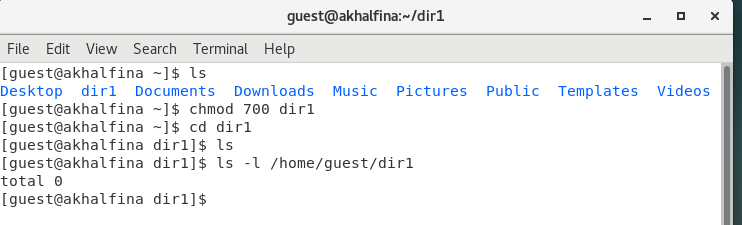 guest@akhalfina:~/dir1
File Edit View Search Terminal Help
[guest@akhalfina ~]$ ls
Desktop dir1 Documents Downloads Music Pictures Public Templates Videos
[guest@akhalfina ~]$ chmod 700 dir1
[guest@akhalfina ~]$ cd dir1
[guest@akhalfina dir1]$ ls
[guest@akhalfina dir1]$ ls -l /home/guest/dir1
total 0
[guest@akhalfina dir1]$